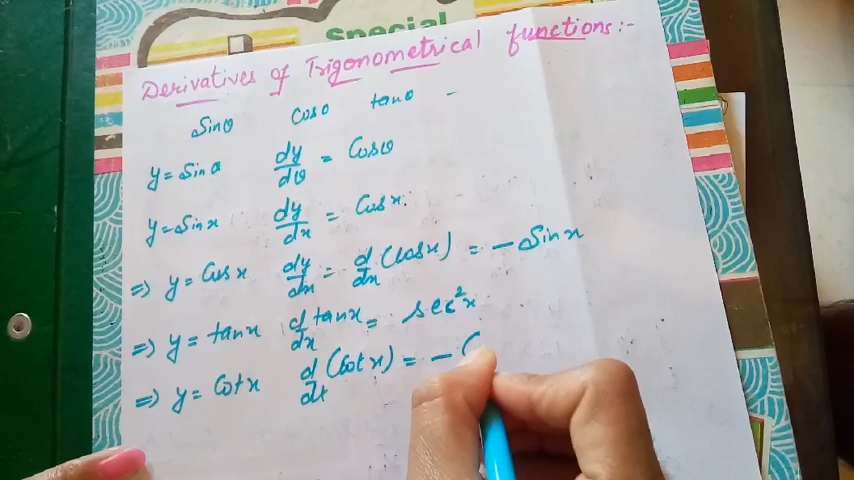 Special
Derivatives of Trigonometrical functions:-
Sinθ Cosθ tanθ -
y = Sinθ dy/dθ = Cosθ
y = Sinx dy/dx = Cosx.
⇒ y = Cosx dy/dx = d/dx (Cosx) = - Sinx
⇒ y = tanx d/dx tanx = sec²x
⇒ y = Cotx d/dx (Cotx) = - C